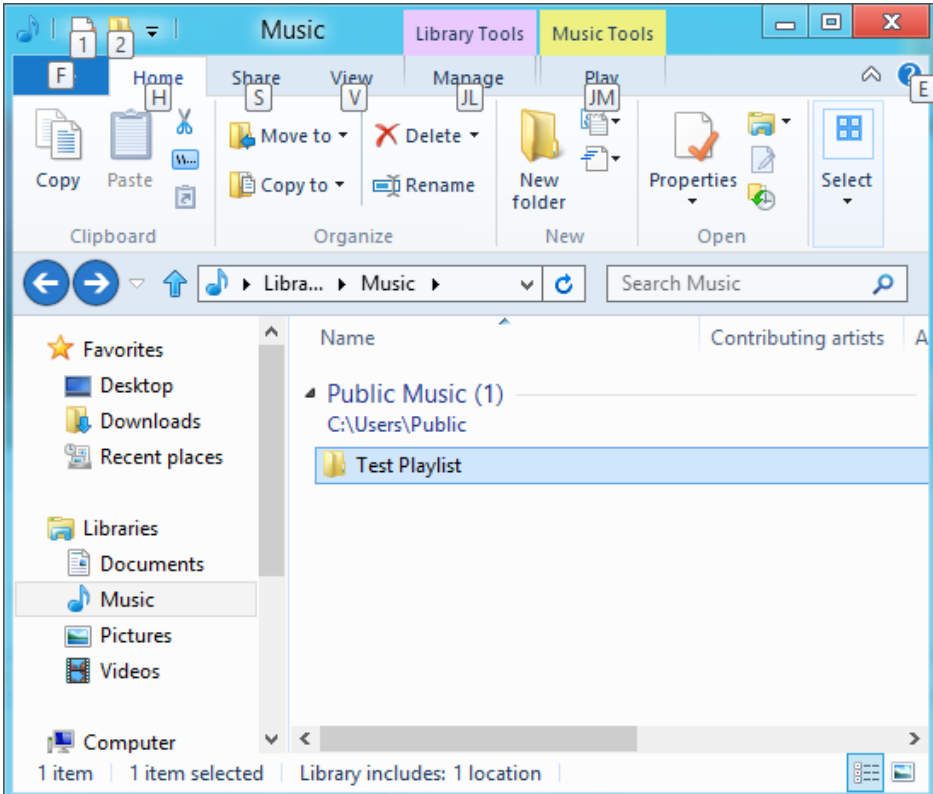 Music
Library Tools
Music Tools
1
2
F
Home
Share
View
Manage
Play
H
S
V
JL
JM
E
Copy
Paste
Move to
Copy to
Delete
Rename
New
folder
Properties
Select
Clipboard
Organize
New
Open
Libra...
Music
Search Music
Favorites
Desktop
Downloads
Recent places
Libraries
Documents
Music
Pictures
Videos
Computer
Name
Contributing artists
A
Public Music (1)
C:\Users\Public
Test Playlist
1 item
1 item selected
Library includes: 1 location